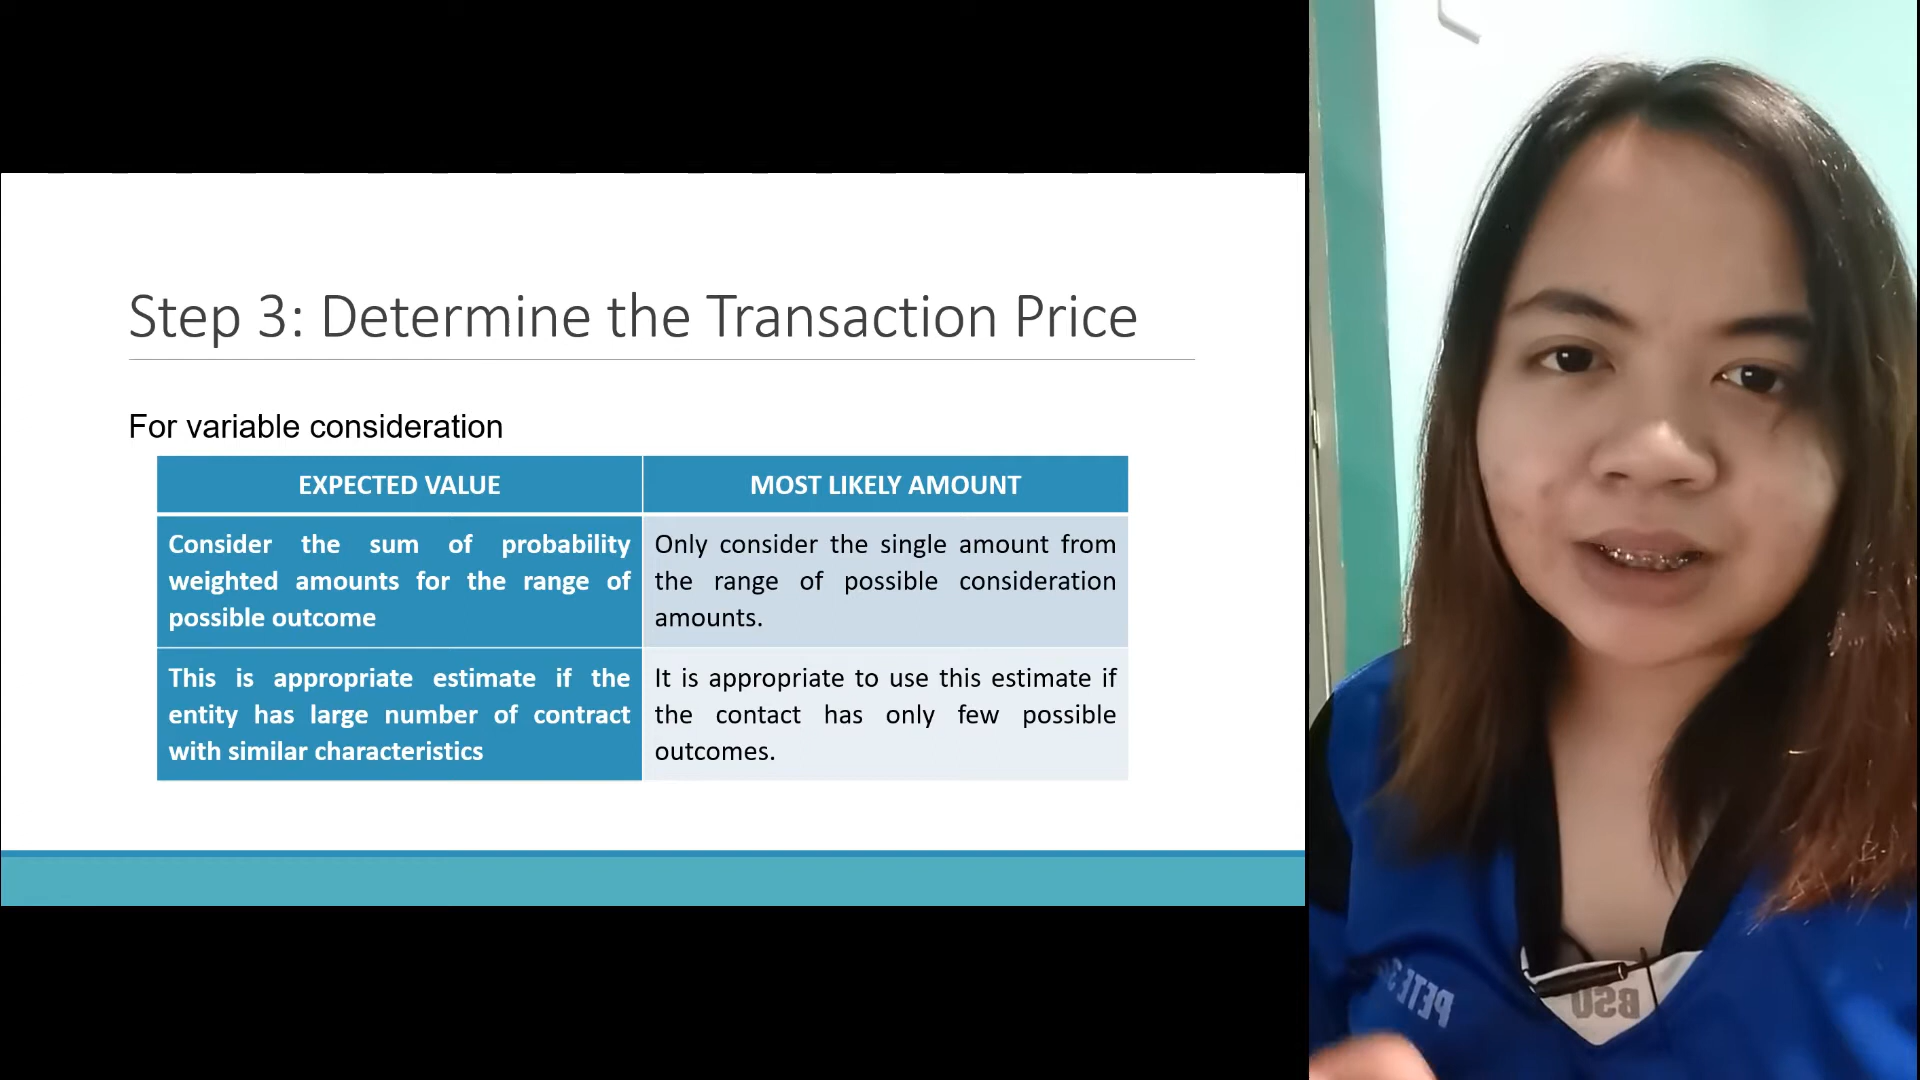 Step 3: Determine the Transaction Price
For variable consideration
EXPECTED VALUE
MOST LIKELY AMOUNT
Consider the sum of probability
weighted amounts for the range of
possible outcome
Only consider the single amount from
the range of possible consideration
amounts.
This is appropriate estimate if the
entity has large number of contract
with similar characteristics
It is appropriate to use this estimate if
the contact has only few possible
outcomes.
PETE
BSU